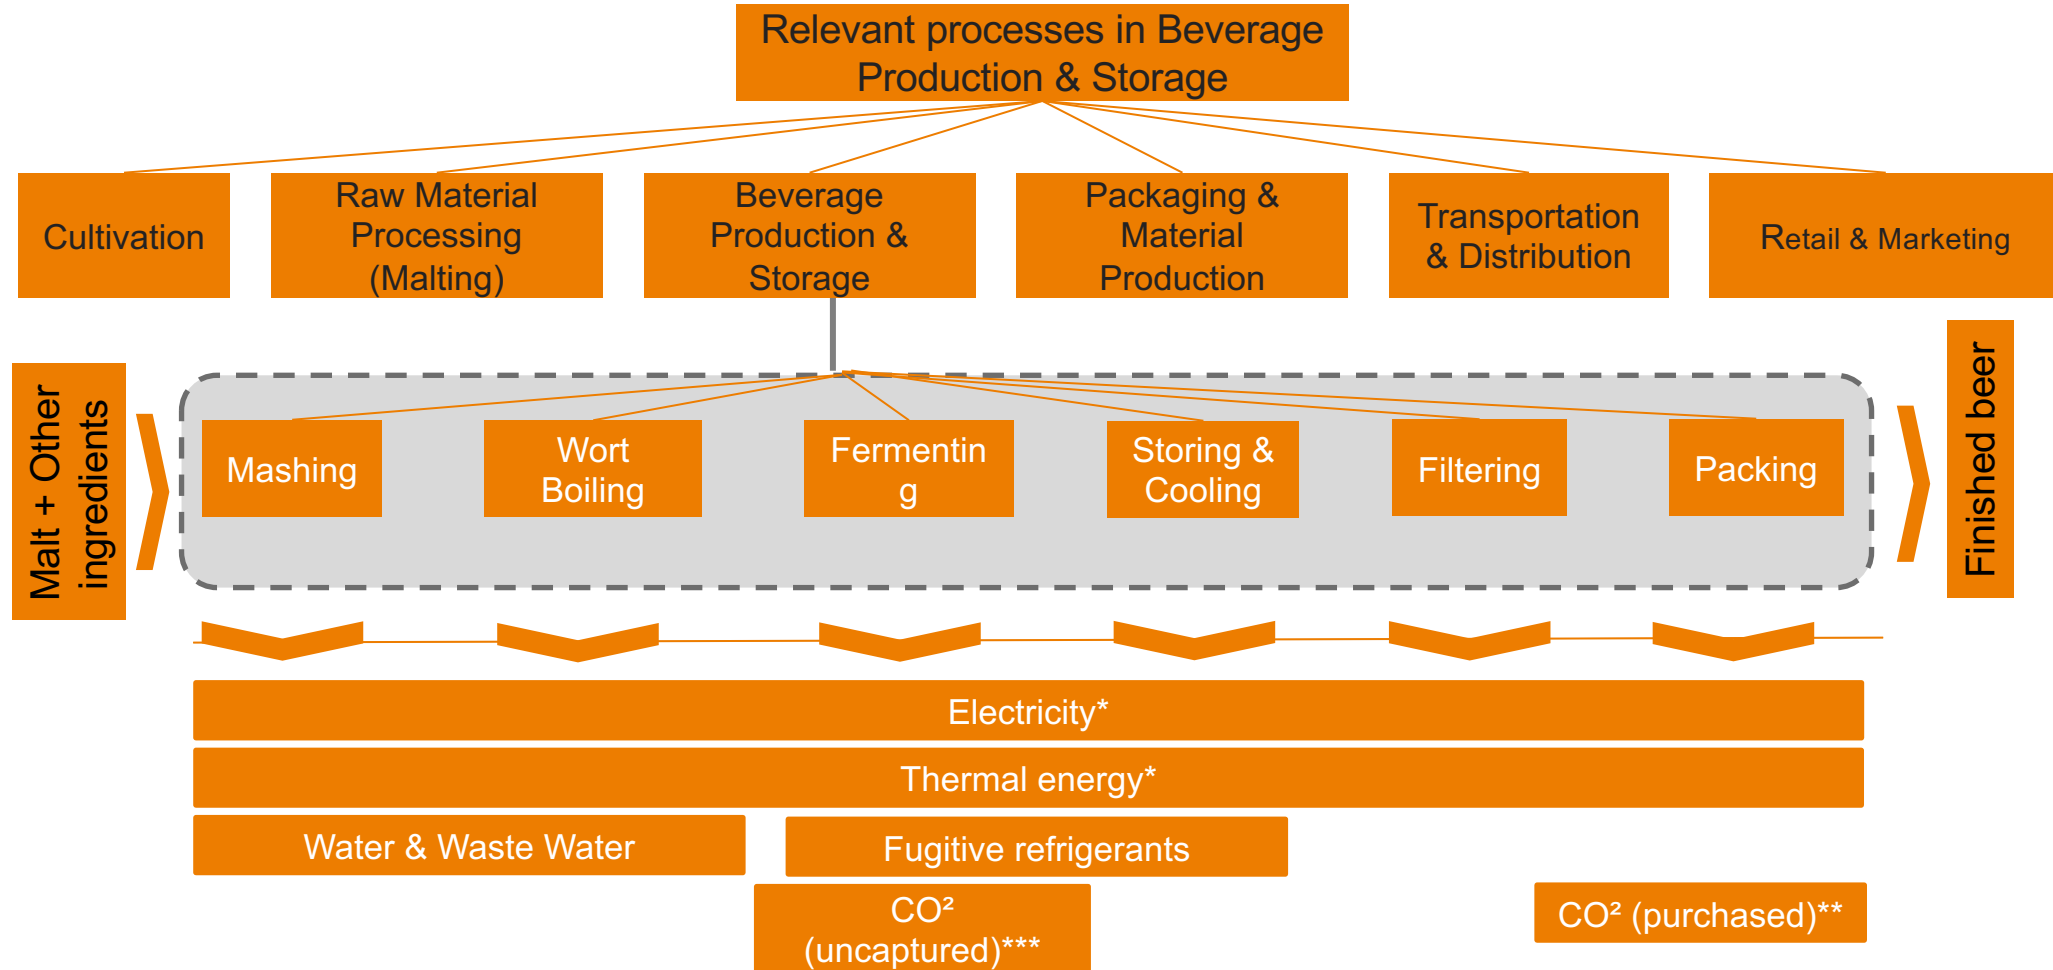 Relevant processes in Beverage
Production & Storage
Cultivation
Raw Material
Processing
(Malting)
Beverage
Production &
Storage
Packaging &
Material
Production
Transportation
& Distribution
Retail & Marketing
Malt + Other
ingredients
Mashing
Wort
Boiling
Fermentin
g
Storing &
Cooling
Filtering
Packing
Finished beer
Electricity*
Thermal energy*
Water & Waste Water
Fugitive refrigerants
CO²
(uncaptured)***
CO² (purchased)**